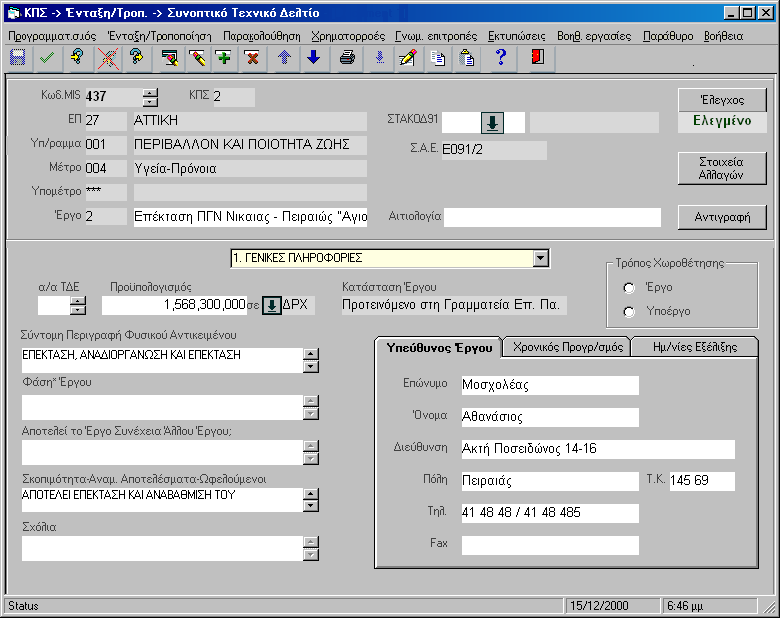 ΚΠΣ -> Ένταξη/Τροπ. -> Συνοπτικό Τεχνικό Δελτίο
Προγραμματ.σμός Ένταξη/Τροποποίηση Παρακολούθηση Χρηματορροές Γνωμ. επιτροπές Εκτυπώσεις Βοηθ. εργασίες Παράθυρο Βοήθεια
Κωδ.MIS 437 ΚΠΣ 2 Έλεγχος
ΕΠ 27 ΑΤΤΙΚΗ ΣΤΑΚΟΔ91 Ελεγμένο
Υπ/ραμμα 001 ΠΕΡΙΒΑΛΛΟΝ ΚΑΙ ΠΟΙΟΤΗΤΑ ΖΩΗΣ Σ.Α.Ε. Ε091/2
Μέτρο 004 Υγεία-Πρόνοια Στοιχεία Αλλαγών
Υπομέτρο ***
Έργο 2 Επέκταση ΠΓΝ Νικαιας - Πειραιώς "Αγιο Αιτιολογία Αντιγραφή
1. ΓΕΝΙΚΕΣ ΠΛΗΡΟΦΟΡΙΕΣ
α/α ΤΔΕ Προϋπολογισμός Κατάσταση Έργου Τρόπος Χωροθέτησης
1,568,300,000 σε ΔΡΧ Προτεινόμενο στη Γραμματεία Επ. Πα. Έργο
Υποέργο
Σύντομη Περιγραφή Φυσικού Αντικειμένου
ΕΠΕΚΤΑΣΗ, ΑΝΑΔΙΟΡΓΑΝΩΣΗ ΚΑΙ ΕΠΕΚΤΑΣΗ
Φάση* Έργου
Αποτελεί το Έργο Συνέχεια Άλλου Έργου;
Σκοπιμότητα-Αναμ. Αποτελέσματα-Ωφελούμενοι
ΑΠΟΤΕΛΕΙ ΕΠΕΚΤΑΣΗ ΚΑΙ ΑΝΑΒΑΘΜΙΣΗ ΤΟΥ
Σχόλια
Υπεύθυνος Έργου Χρονικός Προγρ/σμός Ημ/νίες Εξέλιξης
Επώνυμο Μοσχολέας
Όνομα Αθανάσιος
Διεύθυνση Ακτή Ποσειδώνος 14-16
Πόλη Πειραιάς Τ.Κ. 145 69
Τηλ. 41 48 48 / 41 48 485
Fax
Status 15/12/2000 6:46 μμ